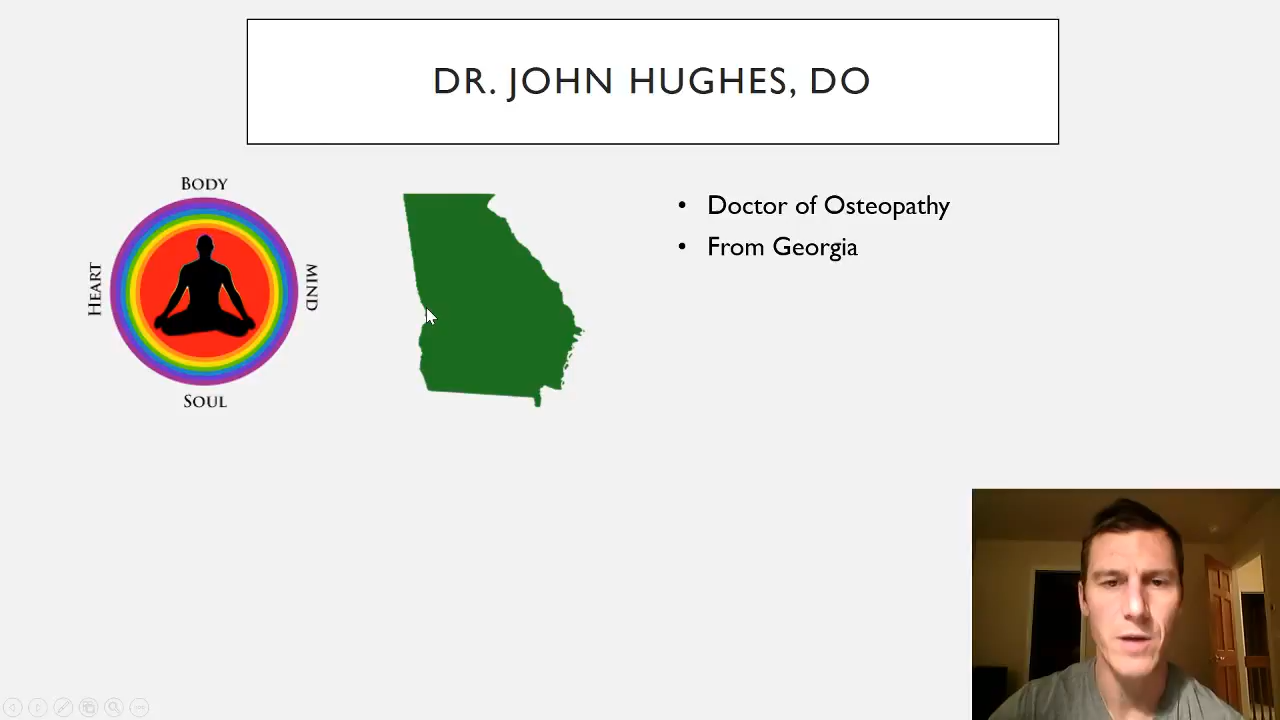 DR. JOHN HUGHES, DO
BODY
HEART
MIND
SOUL
• Doctor of Osteopathy
• From Georgia